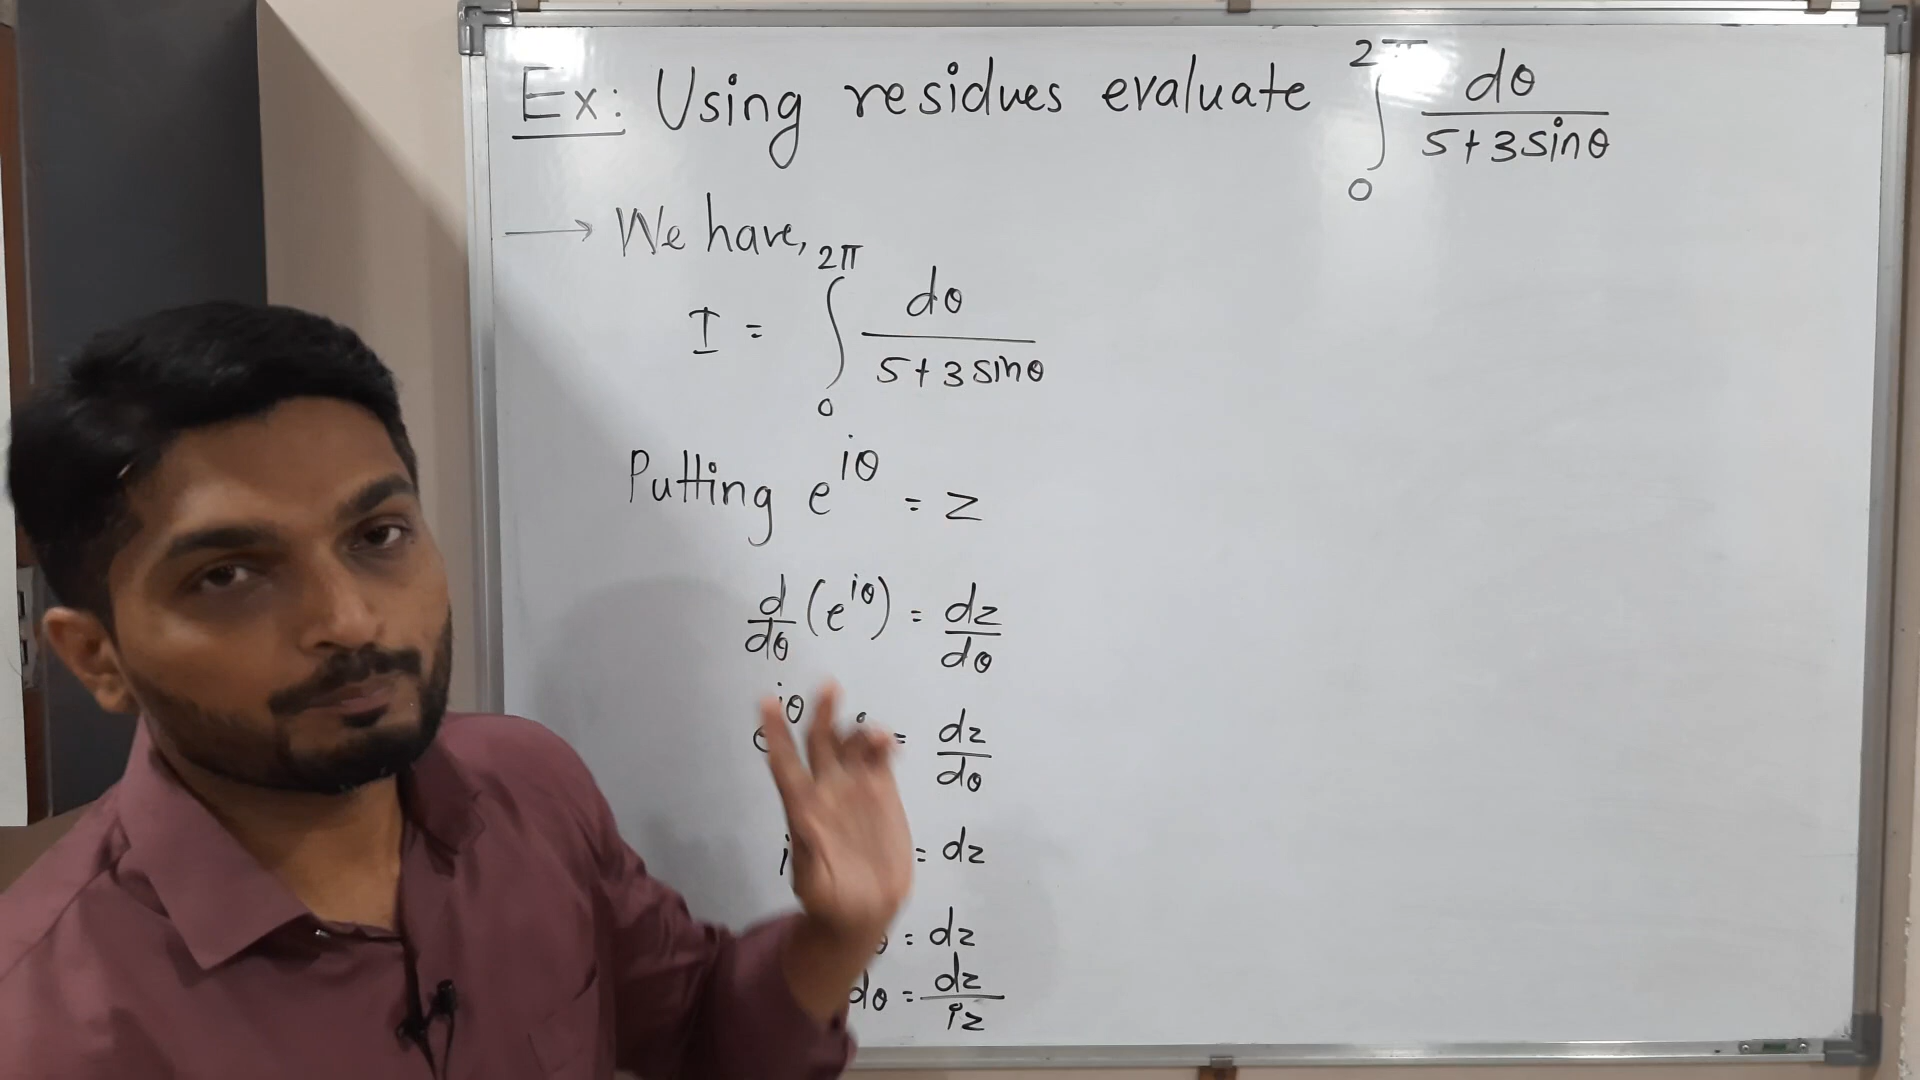 Ex: Using residues evaluate ∫₀^2π dθ/(5+3sinθ)
→ We have,
I = ∫₀^2π dθ/(5+3sinθ)
Putting e^iθ = z
d/dθ (e^iθ) = dz/dθ
e^iθ i = dz/dθ
i = dz
= dz
dθ = dz/iz